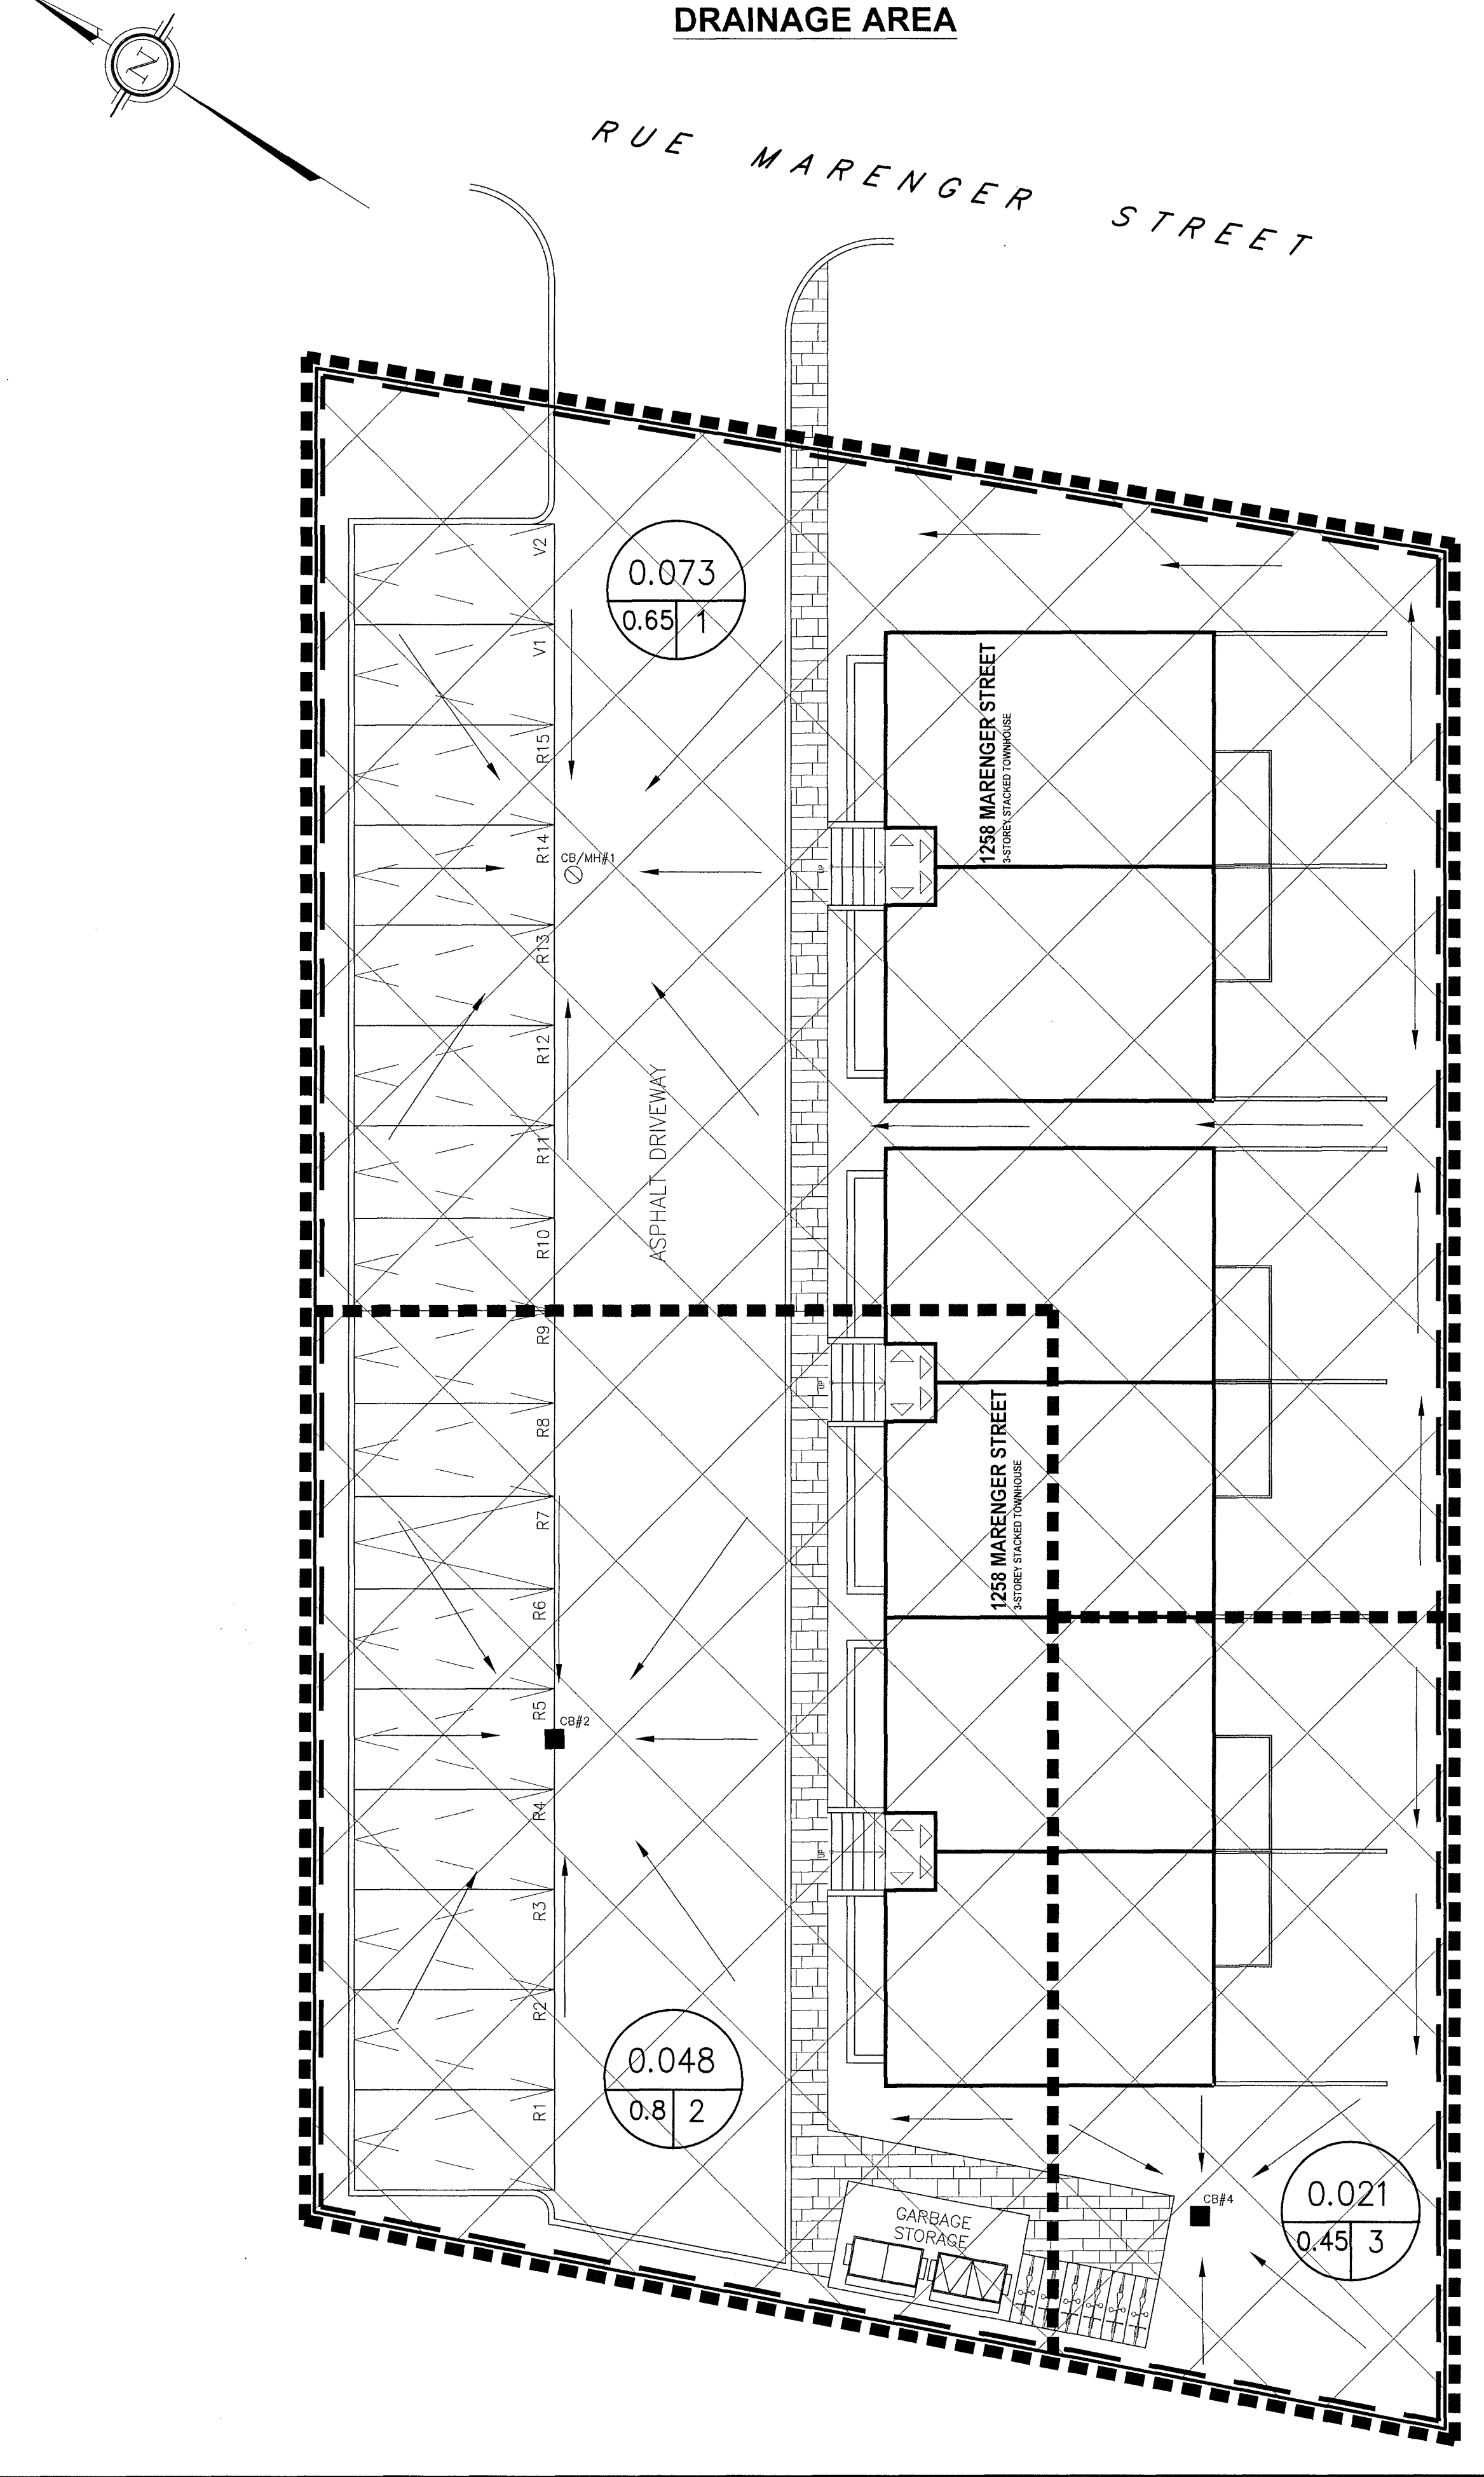 DRAINAGE AREA
N
RUE MARENGER STREET
0.073
0.65 1
V2
V1
R15
R14
R13
R12
R11
R10
R9
R8
R7
R6
R5
R4
R3
R2
R1
CB/MH#1
ASPHALT DRIVEWAY
1258 MARENGER STREET
3-STOREY STACKED TOWNHOUSE
UP
UP
1258 MARENGER STREET
3-STOREY STACKED TOWNHOUSE
UP
CB#2
0.048
0.8 2
GARBAGE
STORAGE
CB#4
0.021
0.45 3